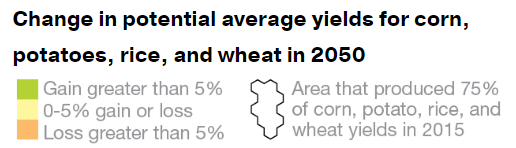 Change in potential average yields for corn,
potatoes, rice, and wheat in 2050
Gain greater than 5%
0-5% gain or loss
Loss greater than 5%
Area that produced 75%
of corn, potato, rice, and
wheat yields in 2015